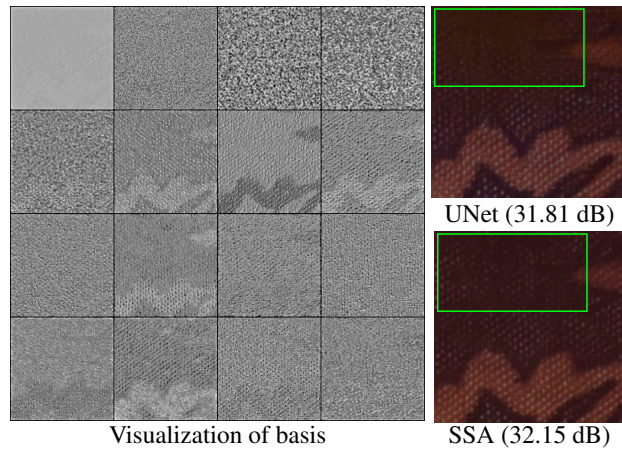 UNet (31.81 dB)
Visualization of basis
SSA (32.15 dB)